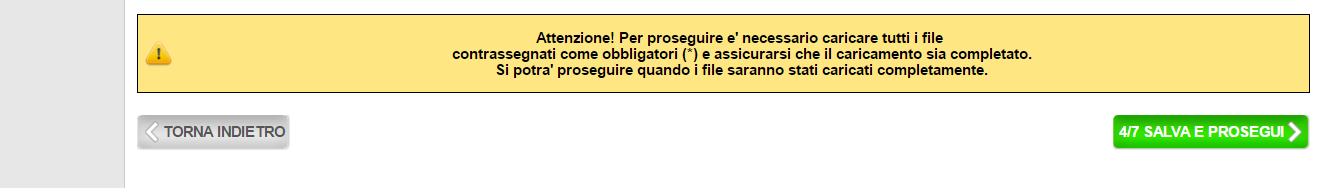 Attenzione! Per proseguire e' necessario caricare tutti i file
contrassegnati come obbligatori (*) e assicurarsi che il caricamento sia completato.
Si potra' proseguire quando i file saranno stati caricati completamente.
TORNA INDIETRO
4/7 SALVA E PROSEGUI